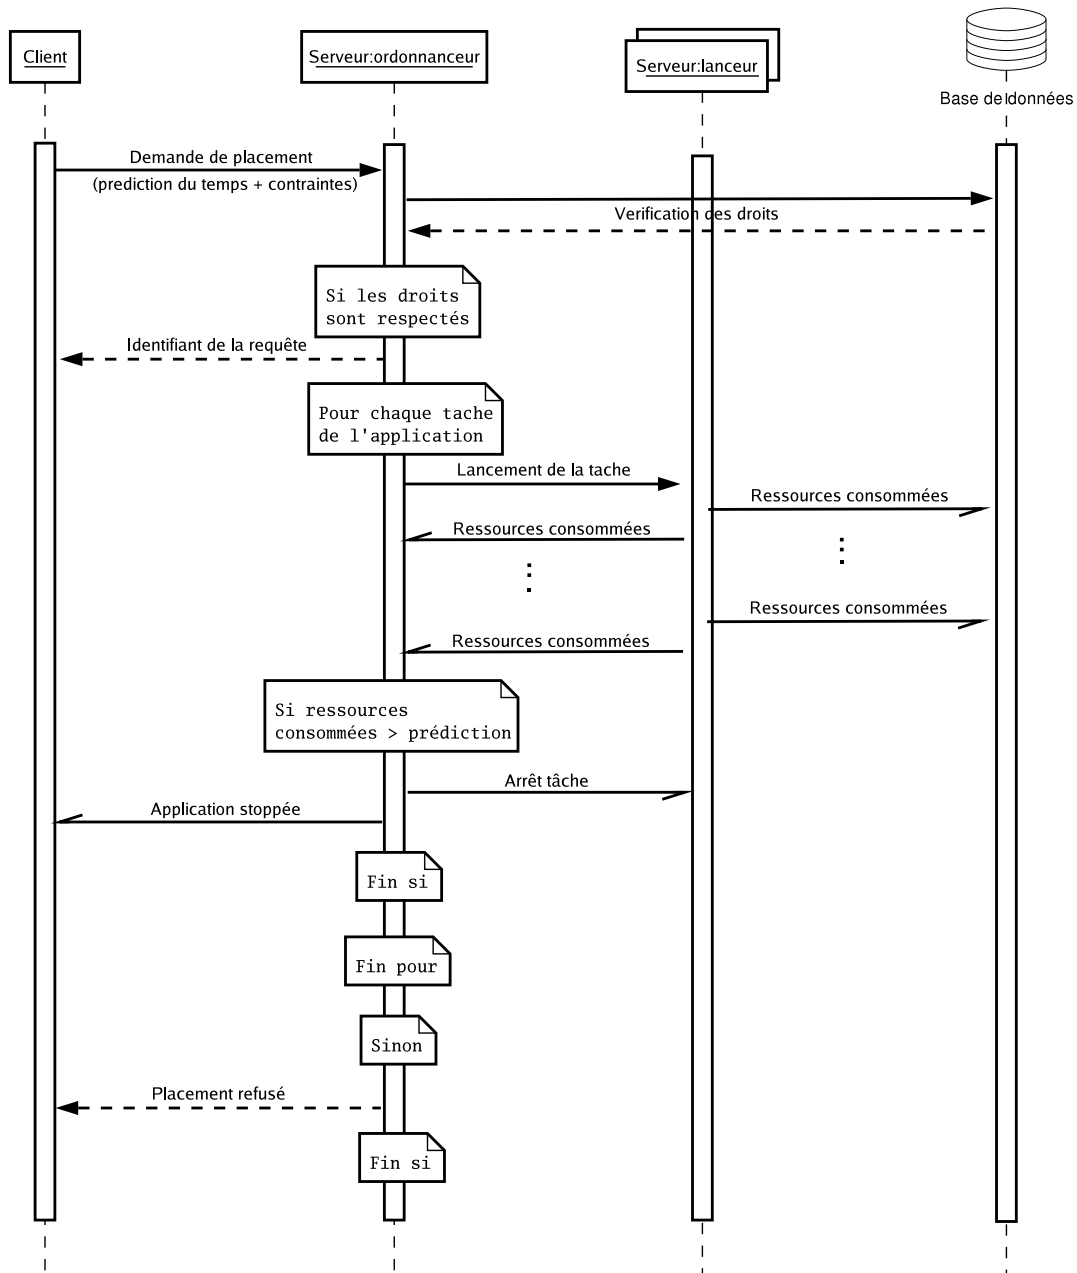 Client
Serveur:ordonnanceur
Serveur:lanceur
Base de données
Demande de placement
(prediction du temps + contraintes)
Verification des droits
Si les droits
sont respectés
Identifiant de la requête
Pour chaque tache
de l'application
Lancement de la tache
Ressources consommées
Ressources consommées
Ressources consommées
Ressources consommées
Si ressources
consommées > prédiction
Arrêt tâche
Application stoppée
Fin si
Fin pour
Sinon
Placement refusé
Fin si